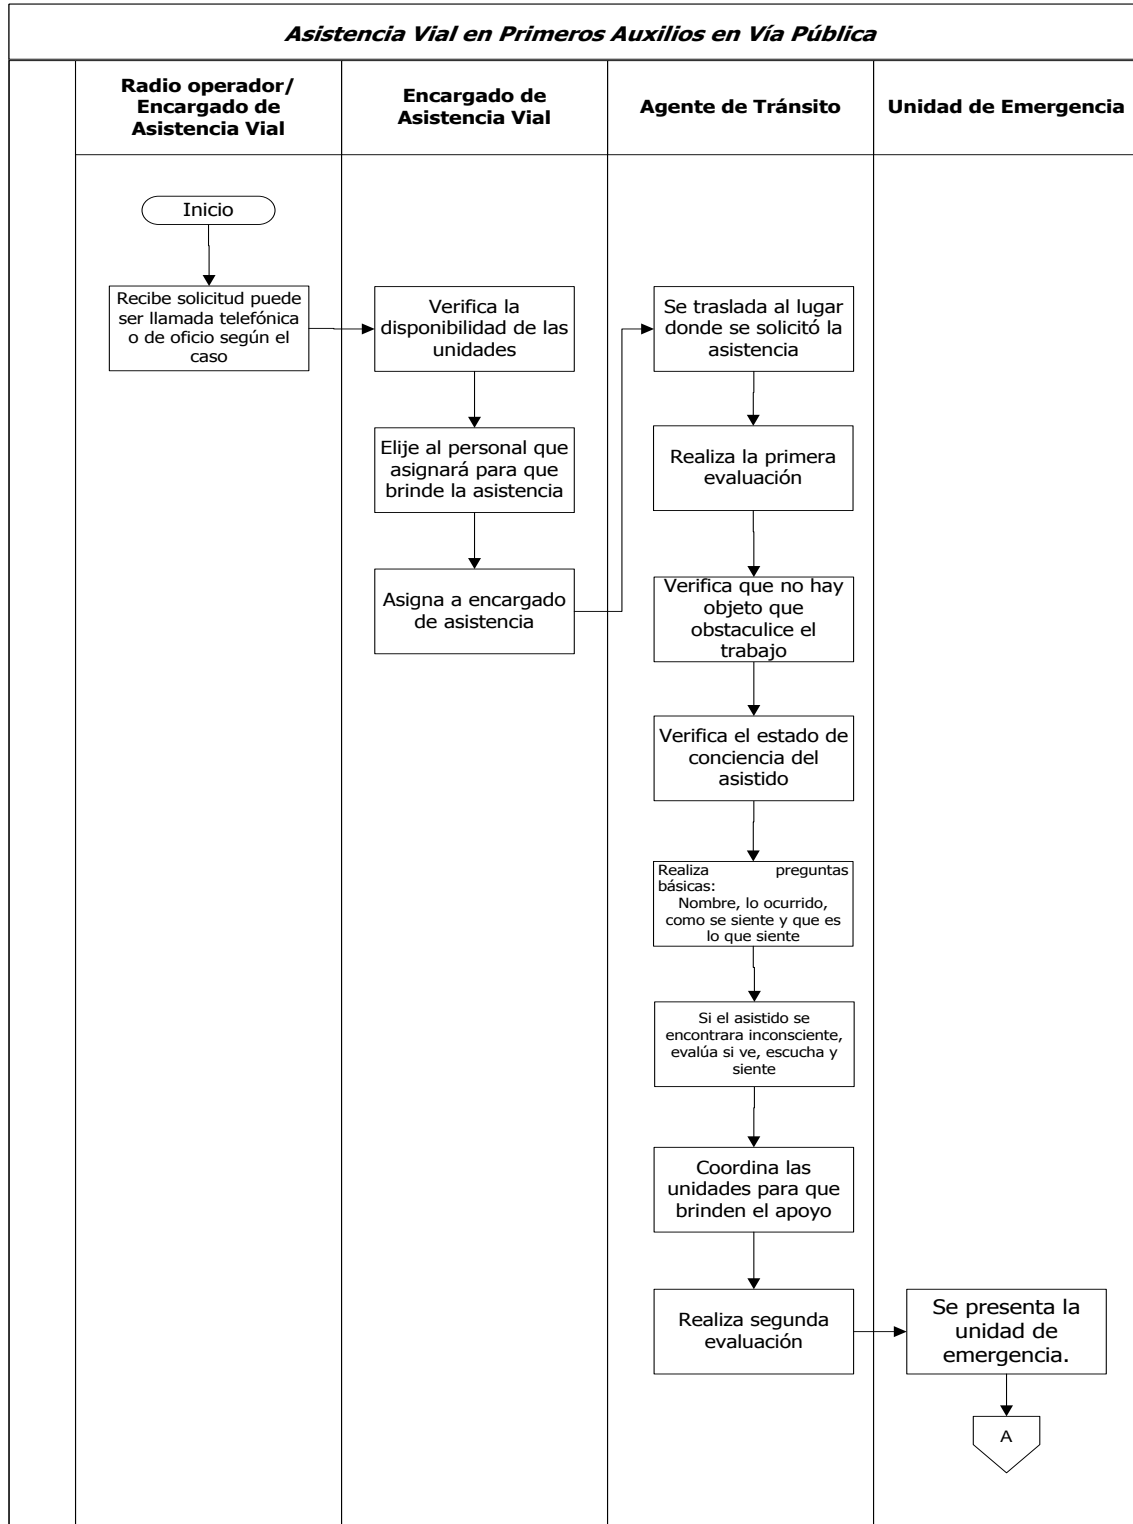 Asistencia Vial en Primeros Auxilios en Vía Pública
Radio operador/
Encargado de
Asistencia Vial
Encargado de
Asistencia Vial
Agente de Tránsito
Unidad de Emergencia
Inicio
Recibe solicitud puede
ser llamada telefónica
o de oficio según el
caso
Verifica la
disponibilidad de las
unidades
Elije al personal que
asignará para que
brinde la asistencia
Asigna a encargado
de asistencia
Se traslada al lugar
donde se solicitó la
asistencia
Realiza la primera
evaluación
Verifica que no hay
objeto que
obstaculice el
trabajo
Verifica el estado de
conciencia del
asistido
Realiza preguntas
básicas:
Nombre, lo ocurrido,
como se siente y que es
lo que siente
Si el asistido se
encontrara inconsciente,
evalúa si ve, escucha y
siente
Coordina las
unidades para que
brinden el apoyo
Realiza segunda
evaluación
Se presenta la
unidad de
emergencia.
A